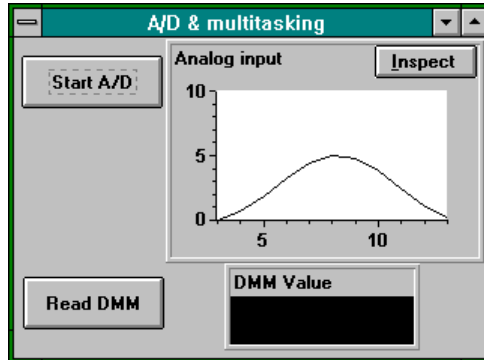 A/D & multitasking
Start A/D
Analog input
Inspect
10
5
0
5 10
Read DMM
DMM Value